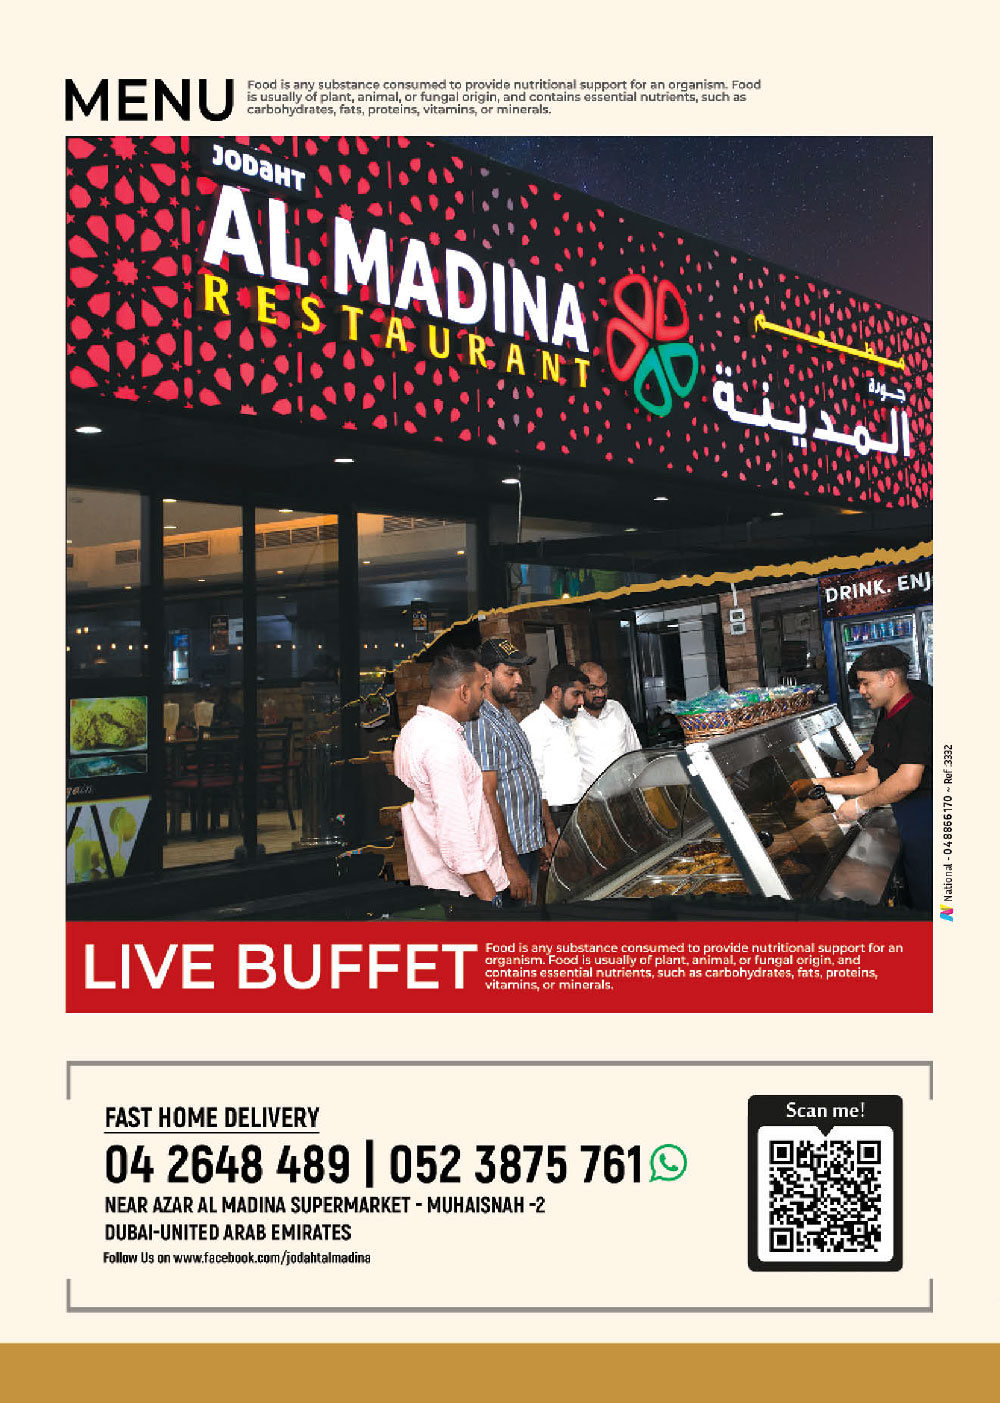 MENU
Food is any substance consumed to provide nutritional support for an organism. Food
is usually of plant, animal, or fungal origin, and contains essential nutrients, such as
carbohydrates, fats, proteins, vitamins, or minerals.
JODaHT
AL MADINA
RESTAURANT
مطعم
جودة
المدينة
DRINK. ENJ
LIVE BUFFET
Food is any substance consumed to provide nutritional support for an
organism. Food is usually of plant, animal, or fungal origin, and
contains essential nutrients, such as carbohydrates, fats, proteins,
vitamins, or minerals.
National - 048866170 ~ Ref :3332
FAST HOME DELIVERY
04 2648 489 | 052 3875 761
NEAR AZAR AL MADINA SUPERMARKET - MUHAISNAH -2
DUBAI-UNITED ARAB EMIRATES
Follow Us on www.facebook.com/jodahtalmadina
Scan me!